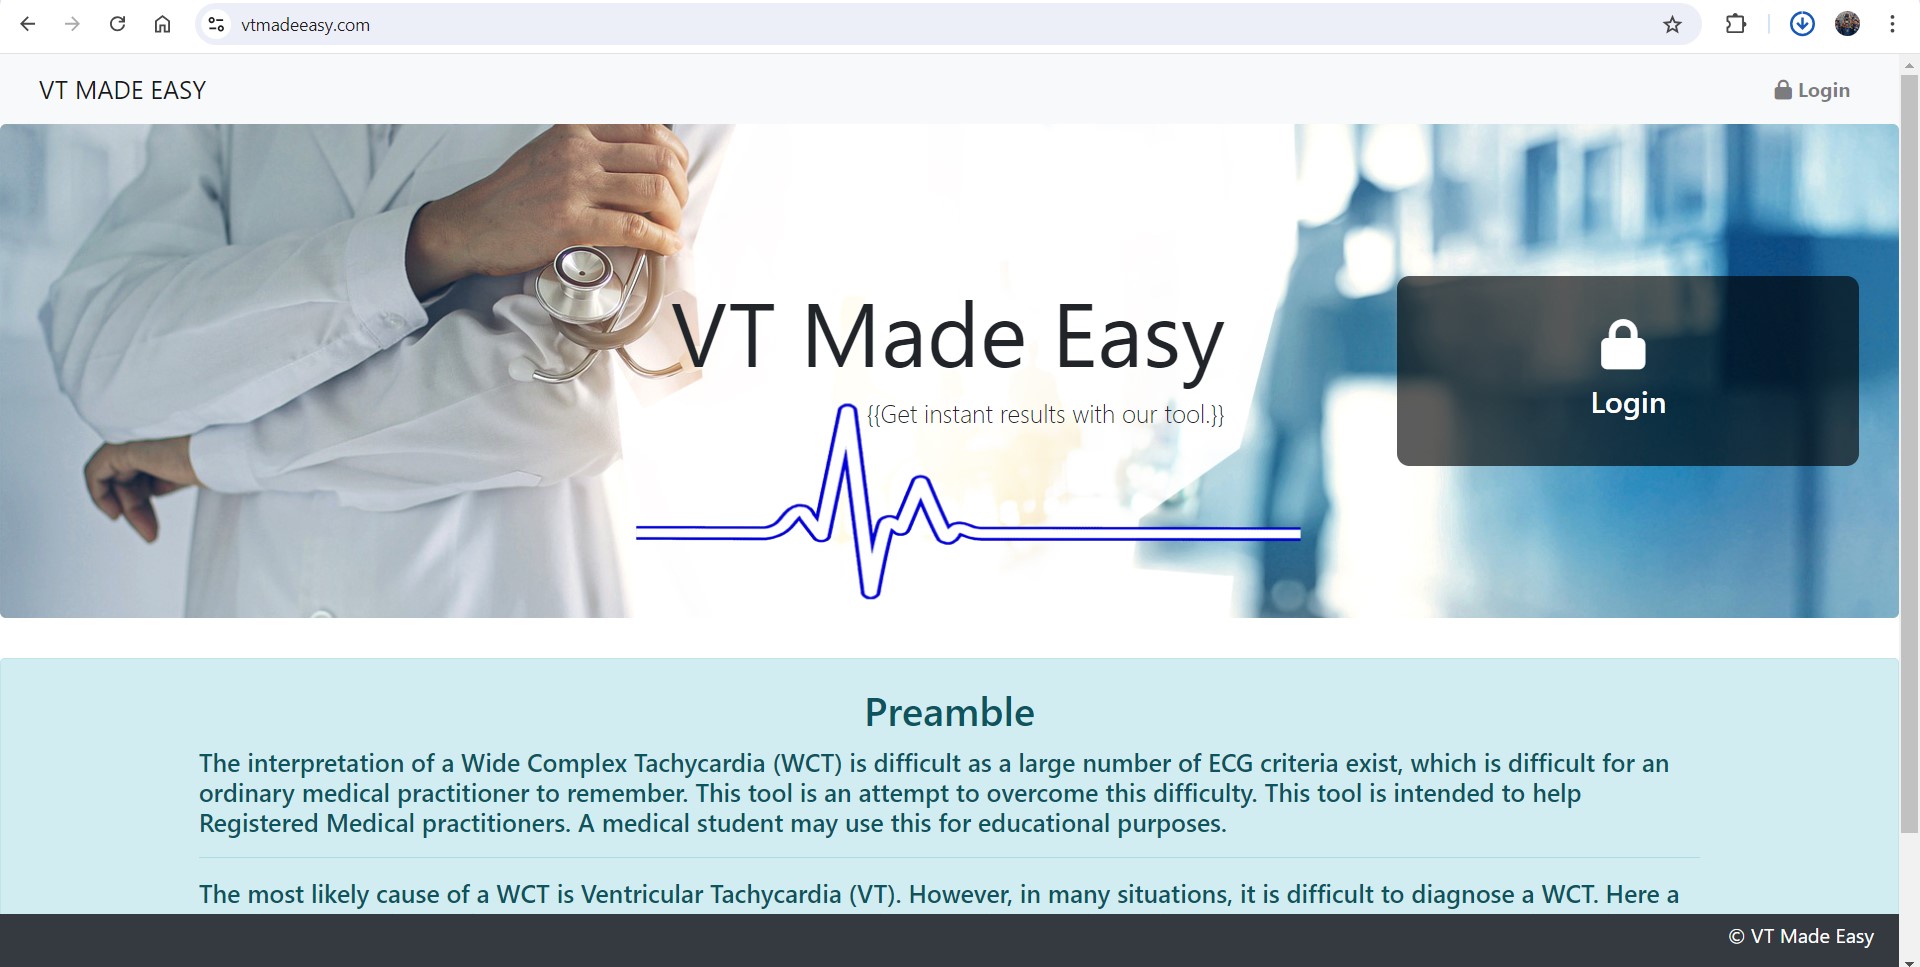 vtmadeeasy.com
VT MADE EASY
Login
VT Made Easy
{{Get instant results with our tool.}}
Login
Preamble
The interpretation of a Wide Complex Tachycardia (WCT) is difficult as a large number of ECG criteria exist, which is difficult for an
ordinary medical practitioner to remember. This tool is an attempt to overcome this difficulty. This tool is intended to help
Registered Medical practitioners. A medical student may use this for educational purposes.
The most likely cause of a WCT is Ventricular Tachycardia (VT). However, in many situations, it is difficult to diagnose a WCT. Here a
© VT Made Easy